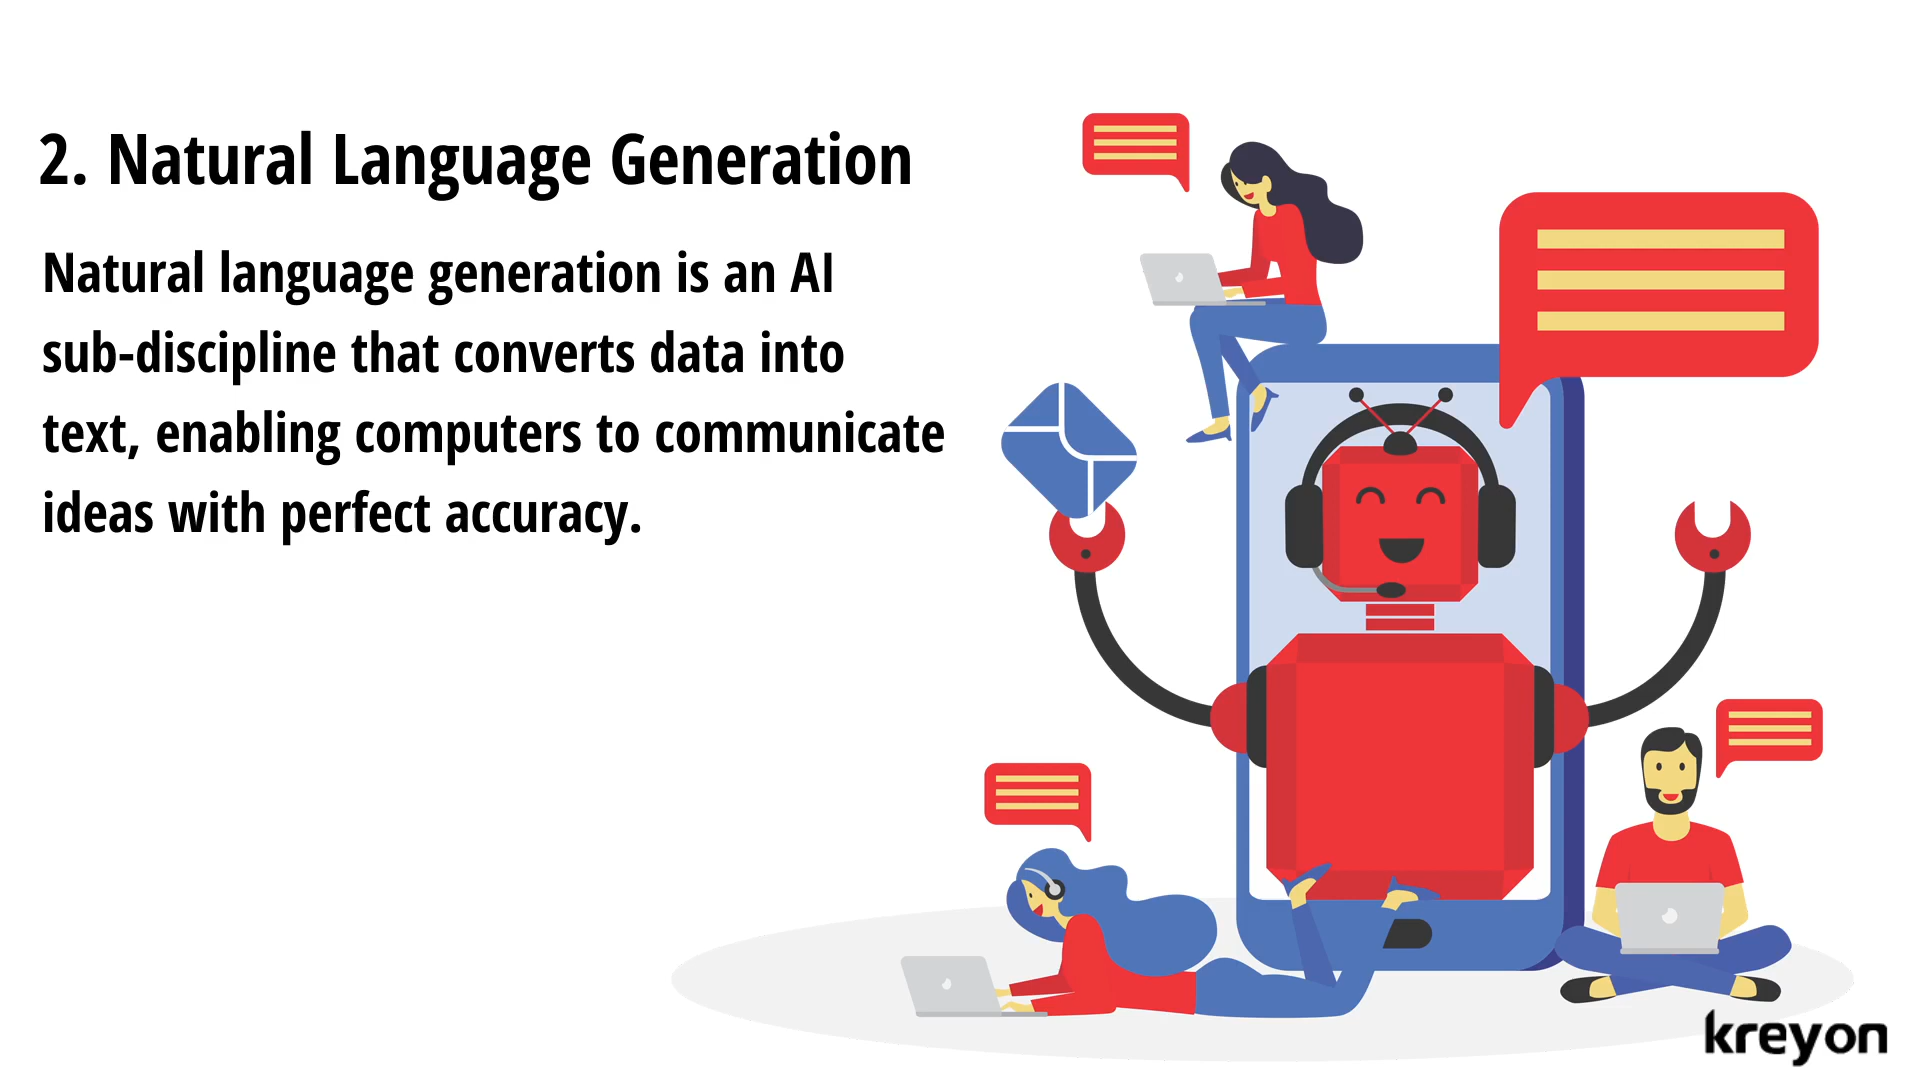 2. Natural Language Generation
Natural language generation is an AI
sub-discipline that converts data into
text, enabling computers to communicate
ideas with perfect accuracy.
kreyon